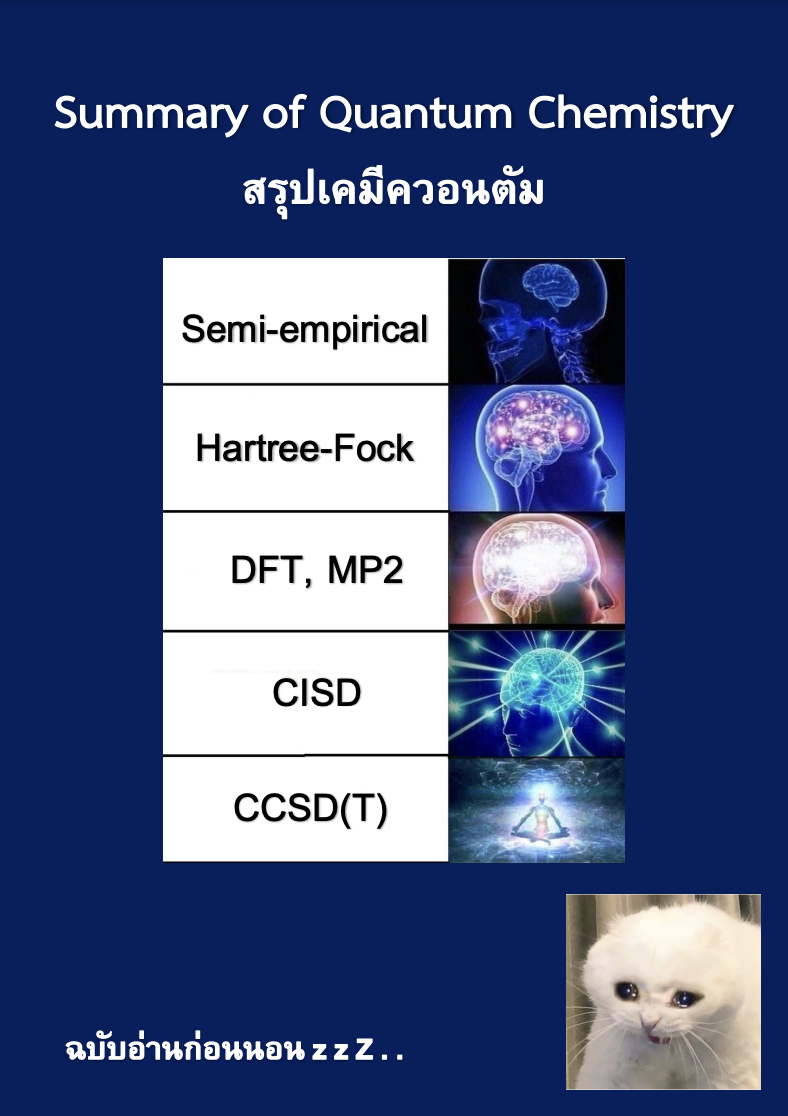 Summary of Quantum Chemistry
สรุปเคมีควอนตัม
Semi-empirical
Hartree-Fock
DFT, MP2
CISD
CCSD(T)
ฉบับอ่านก่อนนอน z z Z . .